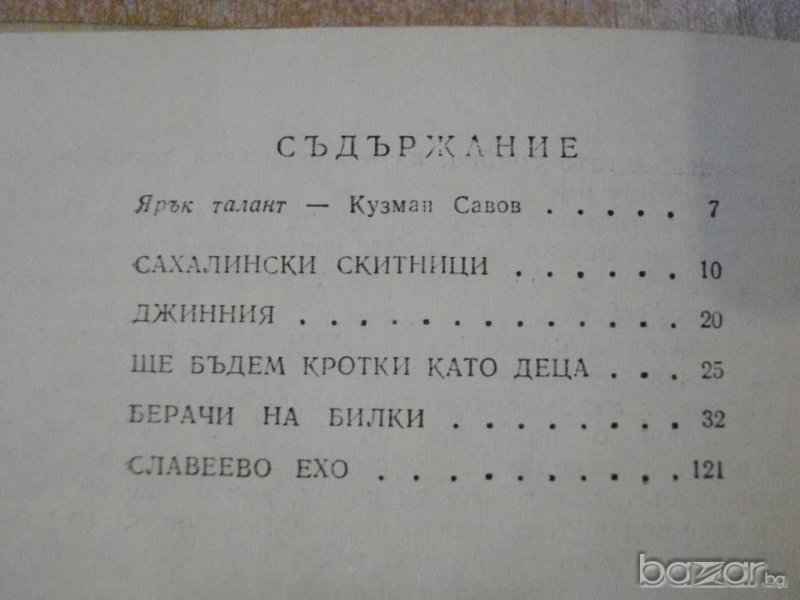 СЪДЪРЖАНИЕ
Ярък талант — Кузман Савов . . . . . 7
САХАЛИНСКИ СКИТНИЦИ . . . . . . 10
ДЖИННИЯ . . . . . . . . . . . . . 20
ЩЕ БЪДЕМ КРОТКИ КАТО ДЕЦА . . . 25
БЕРАЧИ НА БИЛКИ . . . . . . . . 32
СЛАВЕЕВО ЕХО . . . . . . . . . . . 121
bazar.bg